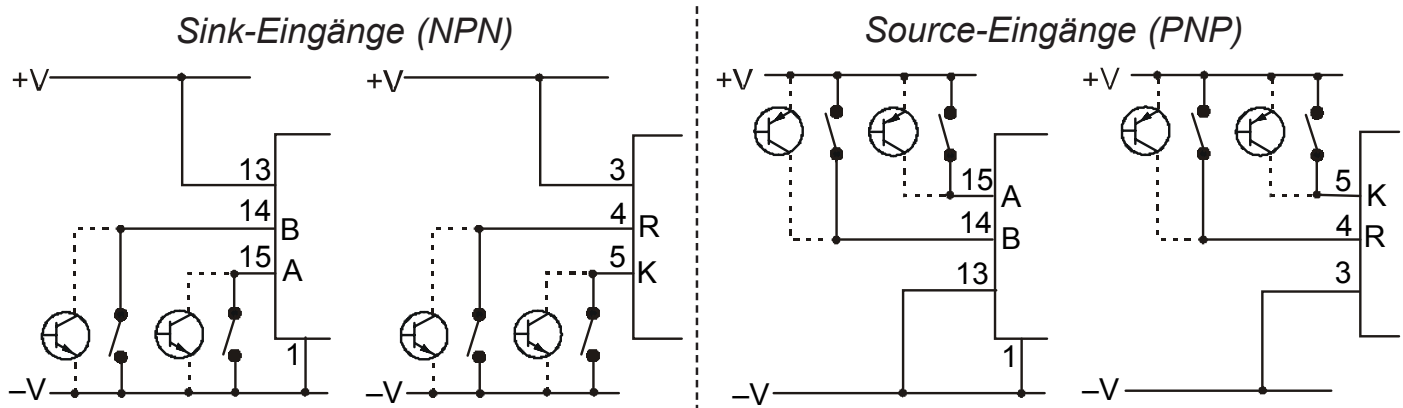 Sink-Eingänge (NPN)
+V
13
14 B
15 A
1
–V
+V
3
4 R
5 K
–V
Source-Eingänge (PNP)
+V
15 A
14 B
13
1
–V
+V
5 K
4 R
3
–V